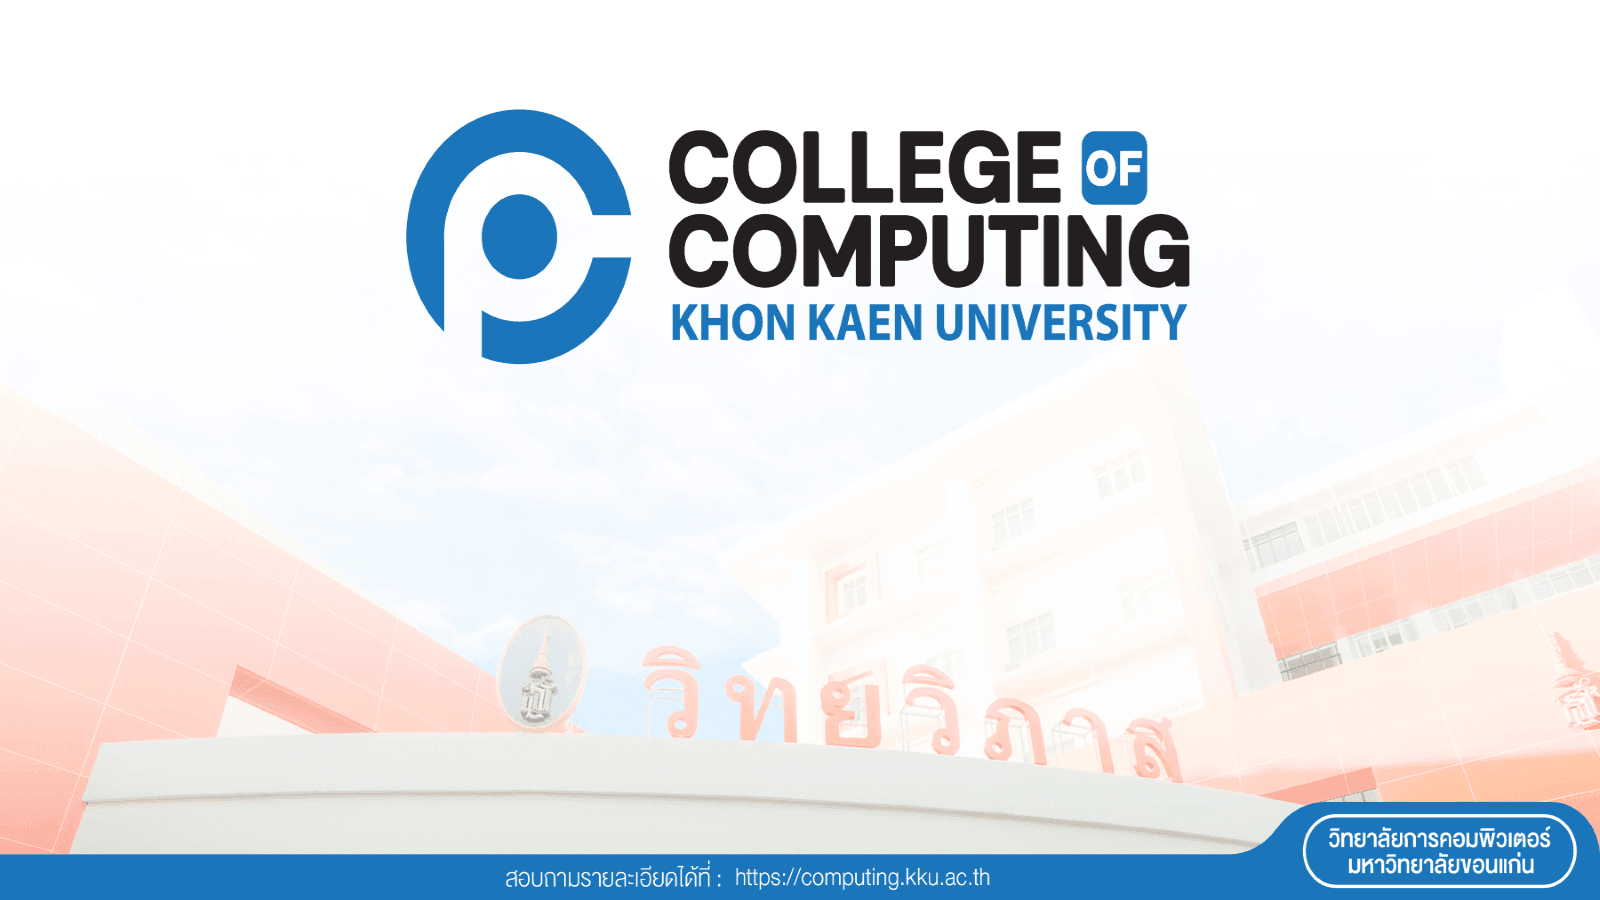 COLLEGE OF
COMPUTING
KHON KAEN UNIVERSITY
วิทยวิภาส
วิทยาลัยการคอมพิวเตอร์
มหาวิทยาลัยขอนแก่น
สอบถามรายละเอียดได้ที่ : https://computing.kku.ac.th